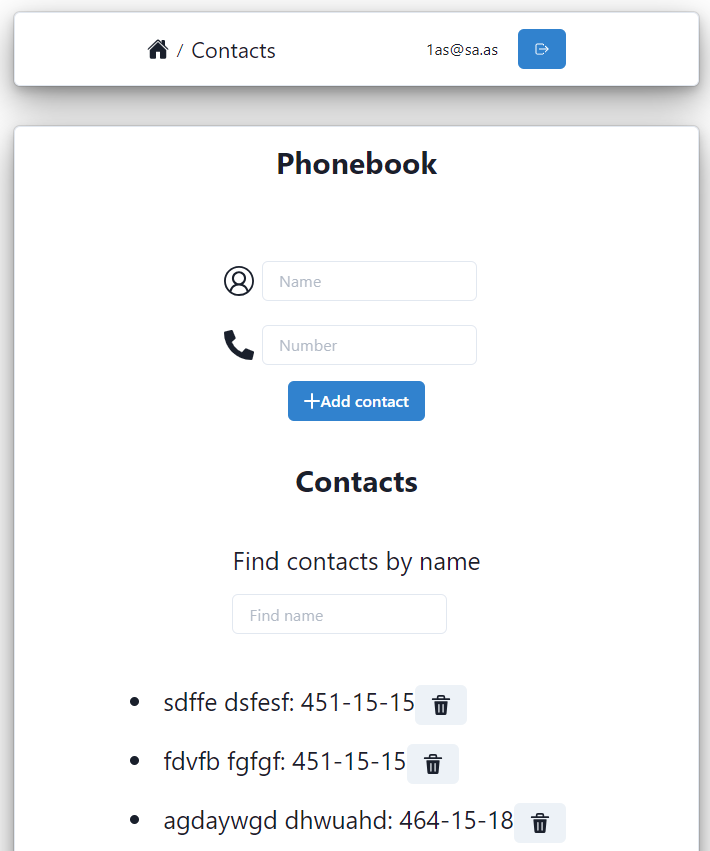 / Contacts 1as@sa.as
Phonebook
Name
Number
Add contact
Contacts
Find contacts by name
Find name
sdffe dsfesf: 451-15-15
fdvfb fgfgf: 451-15-15
agdaywgd dhwuahd: 464-15-18